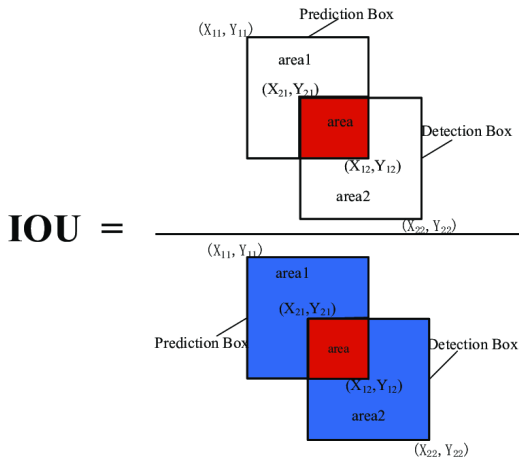 Prediction Box
(X₁₁, Y₁₁)
area1
(X₂₁,Y₂₁)
area
Detection Box
(X₁₂,Y₁₂)
area2
(X₂₂, Y₂₂)
IOU =
(X₁₁, Y₁₁)
area1
(X₂₁,Y₂₁)
Prediction Box
area
Detection Box
(X₁₂,Y₁₂)
area2
(X₂₂, Y₂₂)